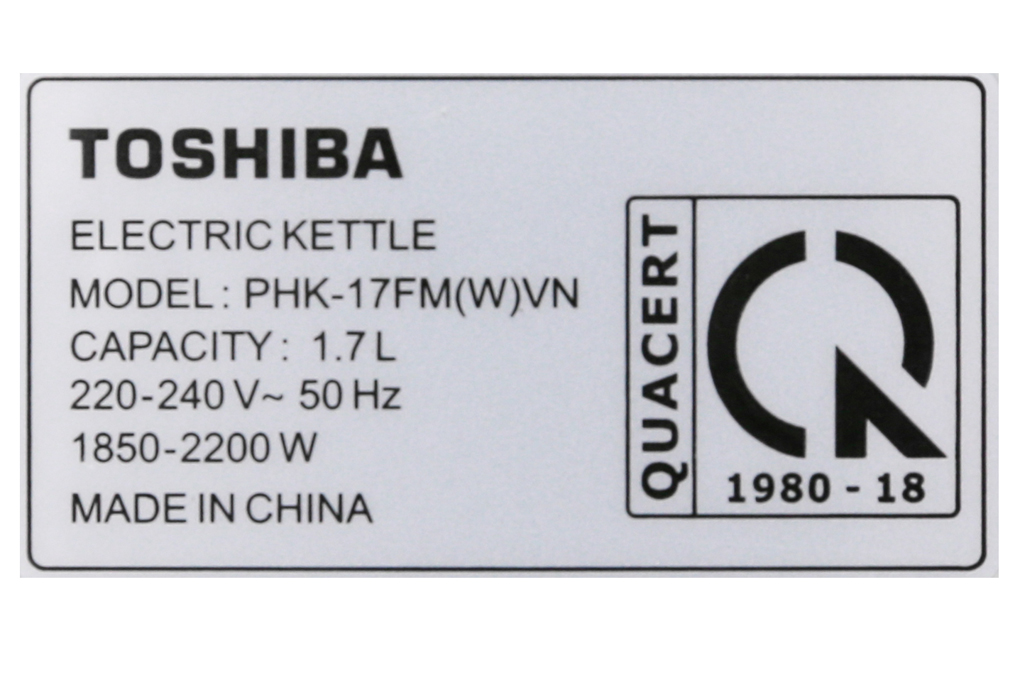 TOSHIBA
ELECTRIC KETTLE
MODEL: PHK-17FM(W)VN
CAPACITY: 1.7 L
220-240 V~ 50 Hz
1850-2200 W
MADE IN CHINA
QUACERT
1980 - 18